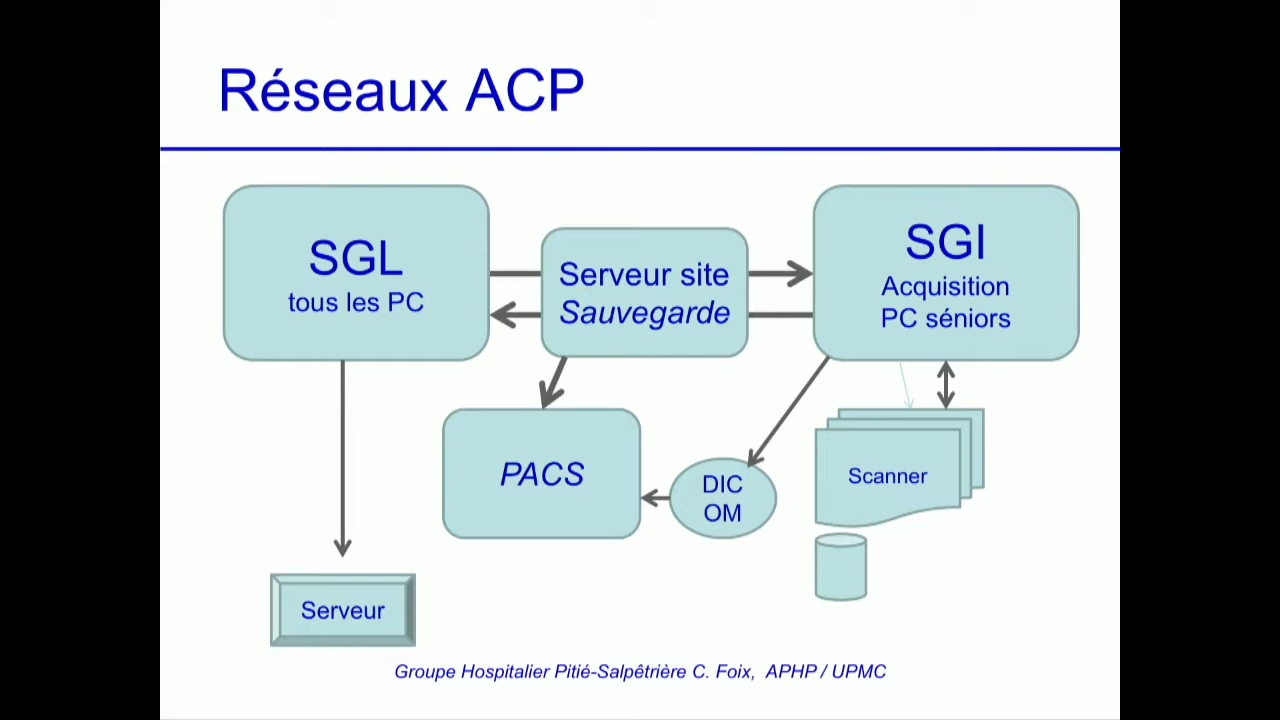 Réseaux ACP
SGL
tous les PC
Serveur site
Sauvegarde
SGI
Acquisition
PC séniors
PACS
DIC
OM
Scanner
Serveur
Groupe Hospitalier Pitié-Salpêtrière C. Foix, APHP / UPMC